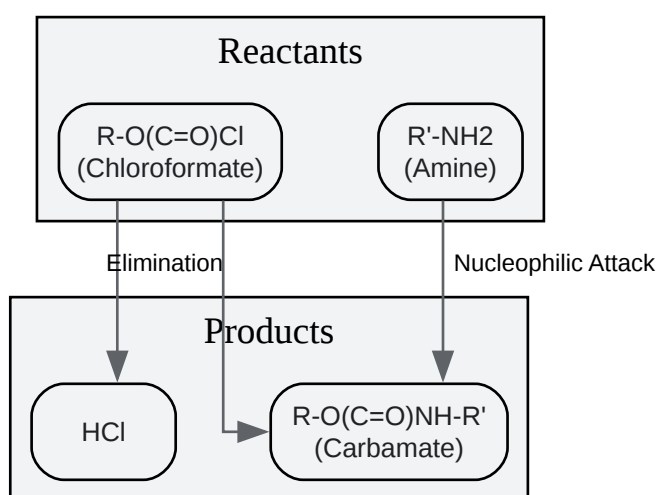 Reactants
R-O(C=O)Cl
(Chloroformate)
R'-NH2
(Amine)
Elimination
Nucleophilic Attack
Products
HCl
R-O(C=O)NH-R'
(Carbamate)